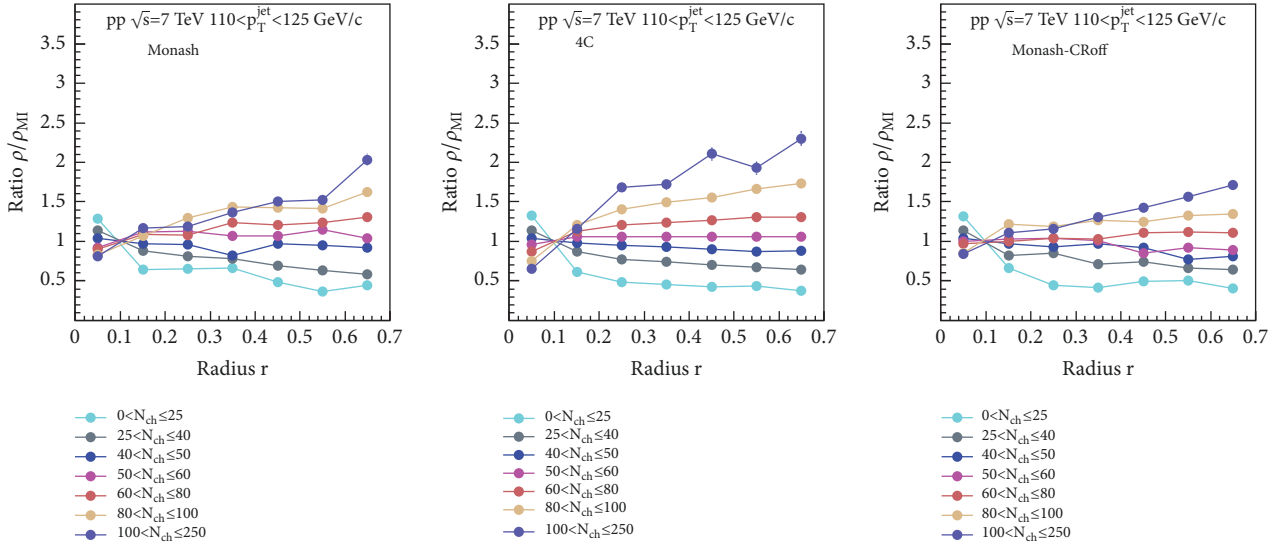 pp √s=7 TeV 110<p_T^jet<125 GeV/c
Monash
Ratio ρ/ρ_MI
3.5
3
2.5
2
1.5
1
0.5
0 0.1 0.2 0.3 0.4 0.5 0.6 0.7
Radius r
0<N_ch≤25
25<N_ch≤40
40<N_ch≤50
50<N_ch≤60
60<N_ch≤80
80<N_ch≤100
100<N_ch≤250
pp √s=7 TeV 110<p_T^jet<125 GeV/c
4C
Ratio ρ/ρ_MI
3.5
3
2.5
2
1.5
1
0.5
0 0.1 0.2 0.3 0.4 0.5 0.6 0.7
Radius r
0<N_ch≤25
25<N_ch≤40
40<N_ch≤50
50<N_ch≤60
60<N_ch≤80
80<N_ch≤100
100<N_ch≤250
pp √s=7 TeV 110<p_T^jet<125 GeV/c
Monash-CRoff
Ratio ρ/ρ_MI
3.5
3
2.5
2
1.5
1
0.5
0 0.1 0.2 0.3 0.4 0.5 0.6 0.7
Radius r
0<N_ch≤25
25<N_ch≤40
40<N_ch≤50
50<N_ch≤60
60<N_ch≤80
80<N_ch≤100
100<N_ch≤250